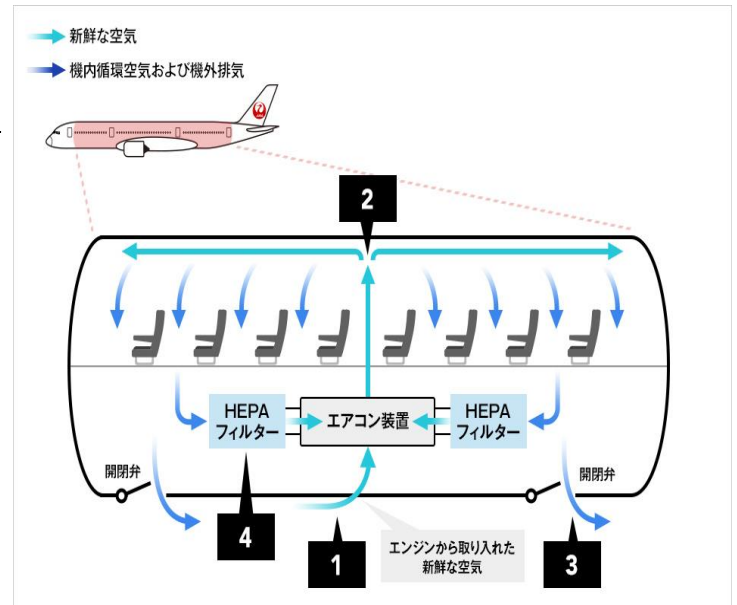 新鮮な空気
機内循環空気および機外排気
2
HEPA
フィルター
エアコン装置
HEPA
フィルター
開閉弁
開閉弁
4
1
エンジンから取り入れた
新鮮な空気
3